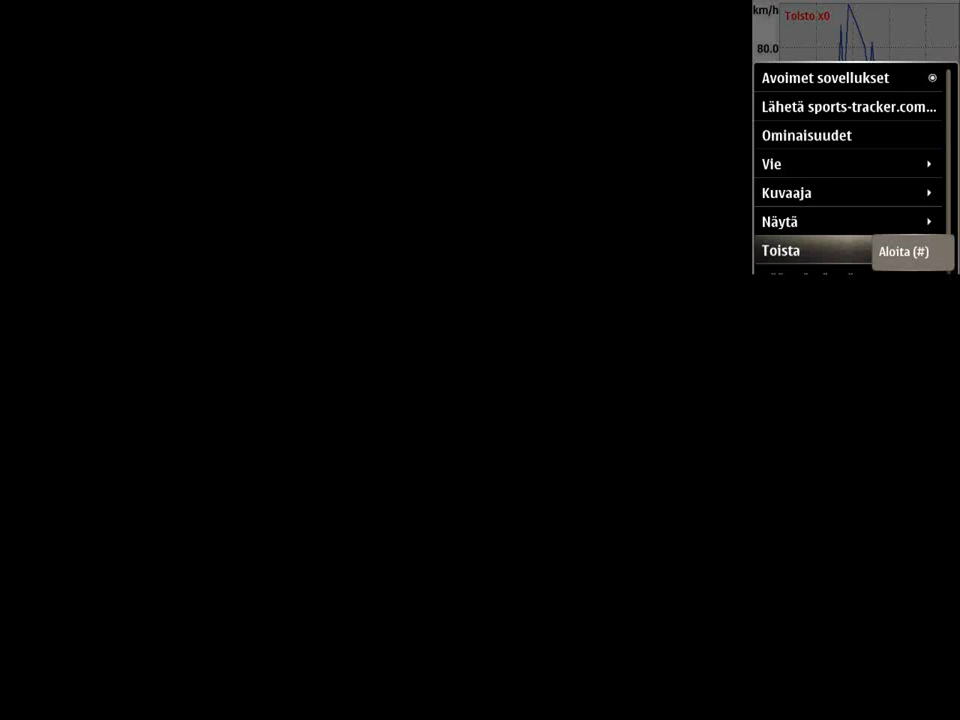 km/h
Toisto x0
80.0
Avoimet sovellukset
Lähetä sports-tracker.com...
Ominaisuudet
Vie
Kuvaaja
Näytä
Toista
Aloita (#)